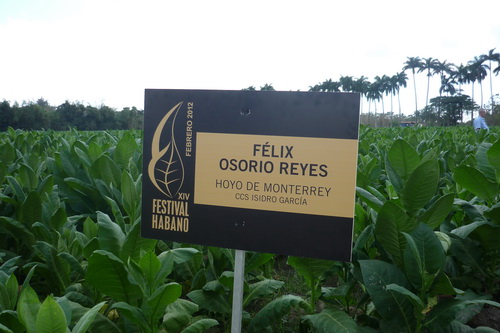 FEBRERO 2012
XIV
FESTIVAL
HABANO
FÉLIX
OSORIO REYES
HOYO DE MONTERREY
CCS ISIDRO GARCÍA